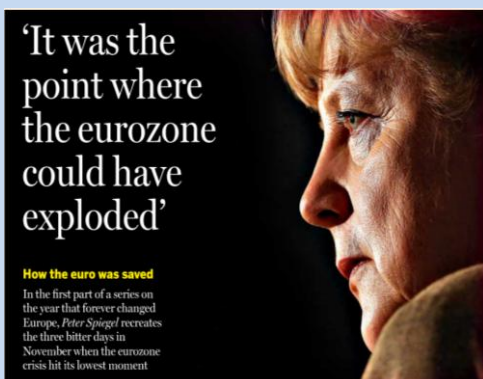 ‘It was the
point where
the eurozone
could have
exploded’
How the euro was saved
In the first part of a series on
the year that forever changed
Europe, Peter Spiegel recreates
the three bitter days in
November when the eurozone
crisis hit its lowest moment